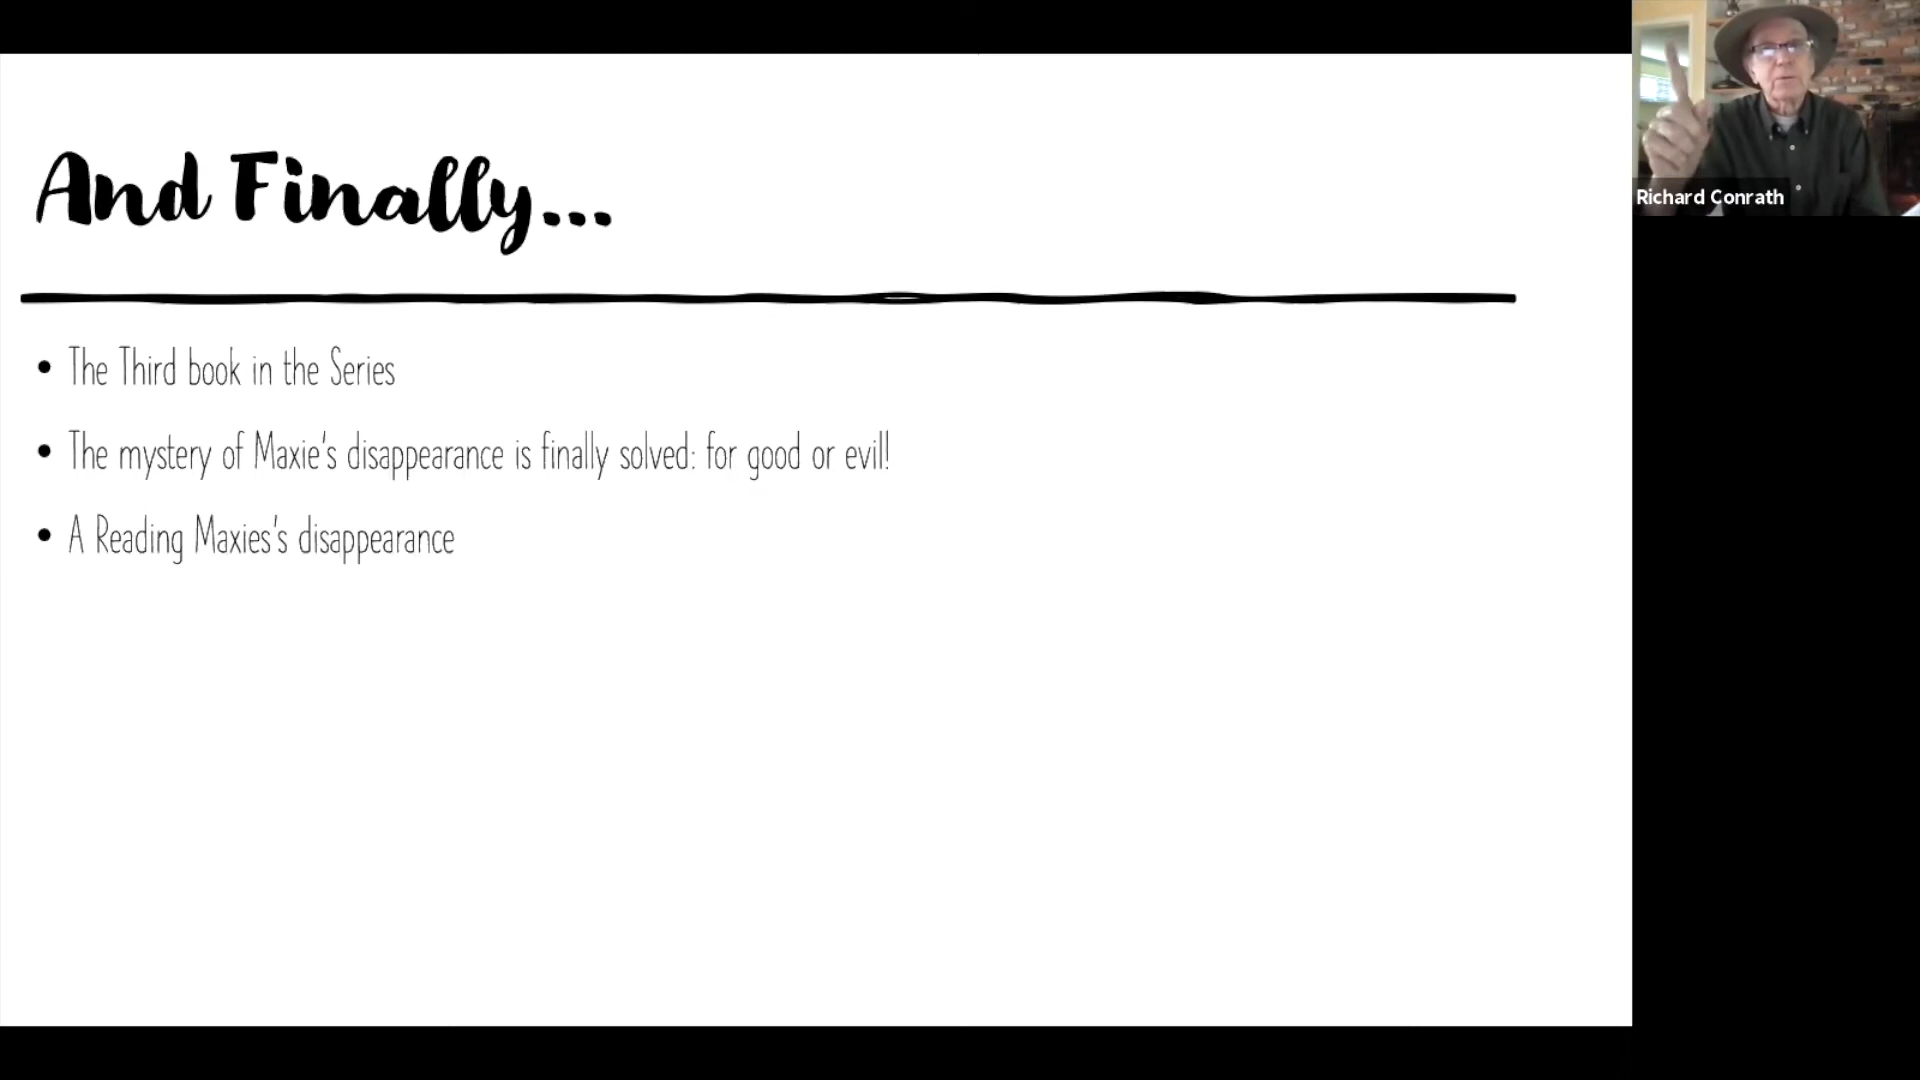 And Finally...
• The Third book in the Series
• The mystery of Maxie's disappearance is finally solved: for good or evil!
• A Reading Maxies's disappearance
Richard Conrath